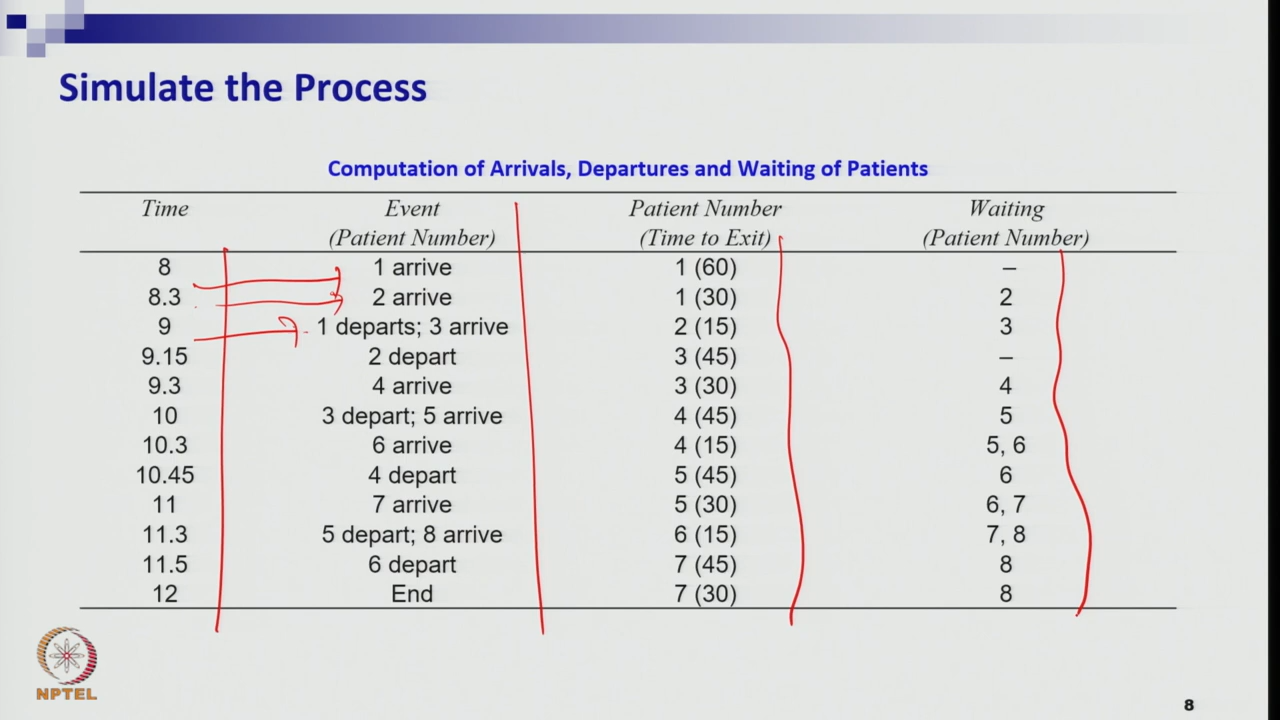 Simulate the Process
Computation of Arrivals, Departures and Waiting of Patients
Time Event Patient Number Waiting
(Patient Number) (Time to Exit) (Patient Number)
8 1 arrive 1 (60) –
8.3 2 arrive 1 (30) 2
9 1 departs; 3 arrive 2 (15) 3
9.15 2 depart 3 (45) –
9.3 4 arrive 3 (30) 4
10 3 depart; 5 arrive 4 (45) 5
10.3 6 arrive 4 (15) 5, 6
10.45 4 depart 5 (45) 6
11 7 arrive 5 (30) 6, 7
11.3 5 depart; 8 arrive 6 (15) 7, 8
11.5 6 depart 7 (45) 8
12 End 7 (30) 8
NPTEL
8